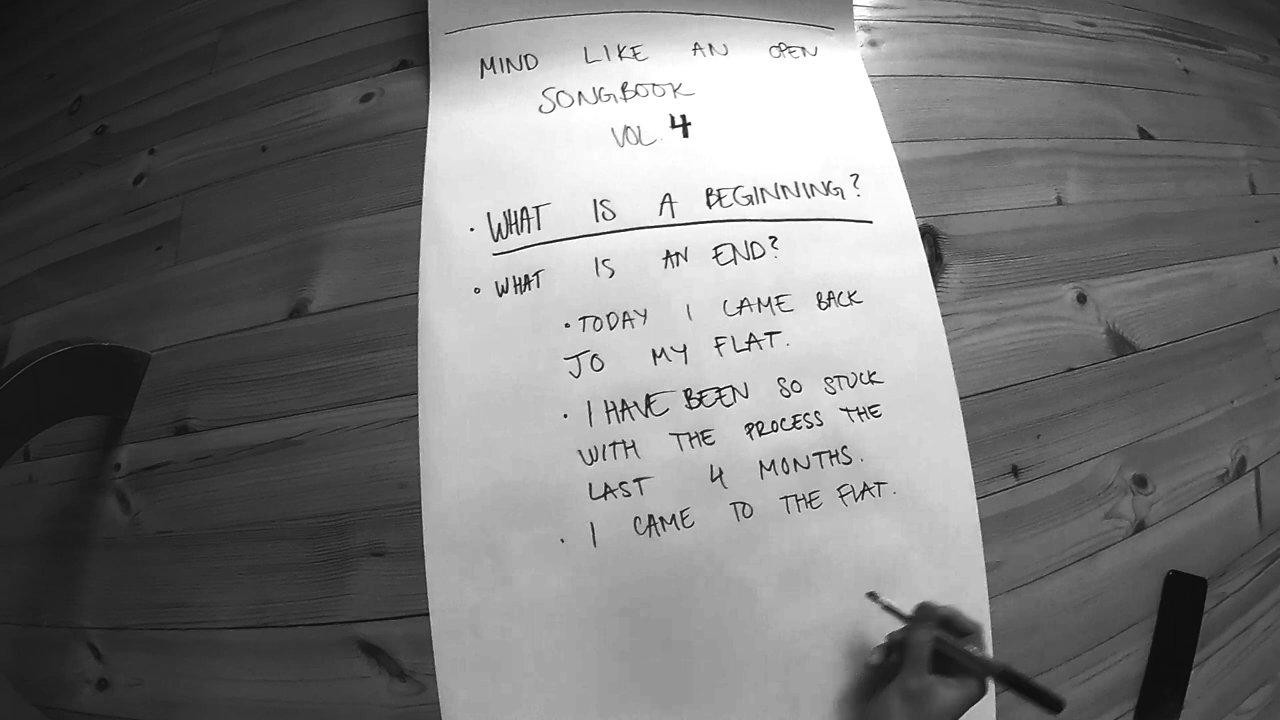 MIND LIKE AN OPEN
SONGBOOK
VOL. 4
• WHAT IS A BEGINNING?
• WHAT IS AN END?
• TODAY I CAME BACK
TO MY FLAT.
• I HAVE BEEN SO STUCK
WITH THE PROCESS THE
LAST 4 MONTHS.
• I CAME TO THE FLAT.